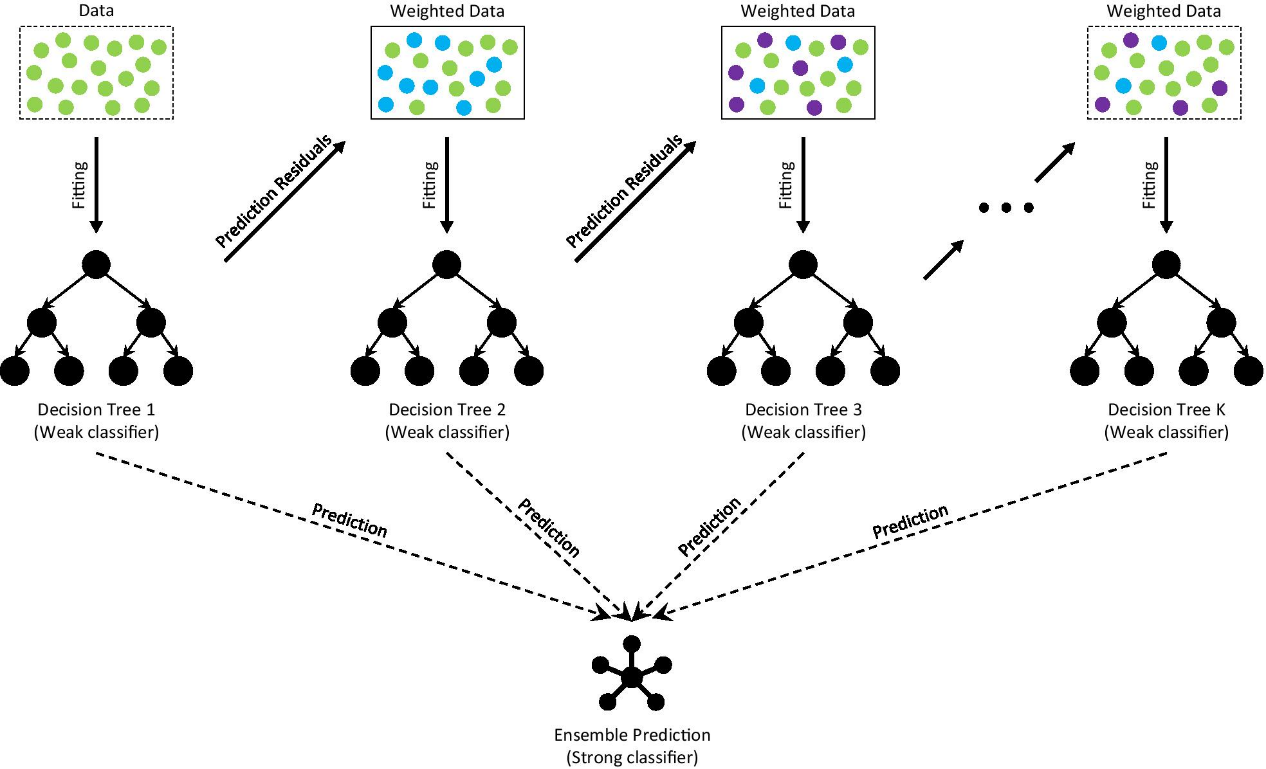 Data
Weighted Data
Weighted Data
Weighted Data
Fitting
Prediction Residuals
Fitting
Prediction Residuals
Fitting
Fitting
Decision Tree 1
(Weak classifier)
Decision Tree 2
(Weak classifier)
Decision Tree 3
(Weak classifier)
Decision Tree K
(Weak classifier)
Prediction
Prediction
Prediction
Prediction
Ensemble Prediction
(Strong classifier)